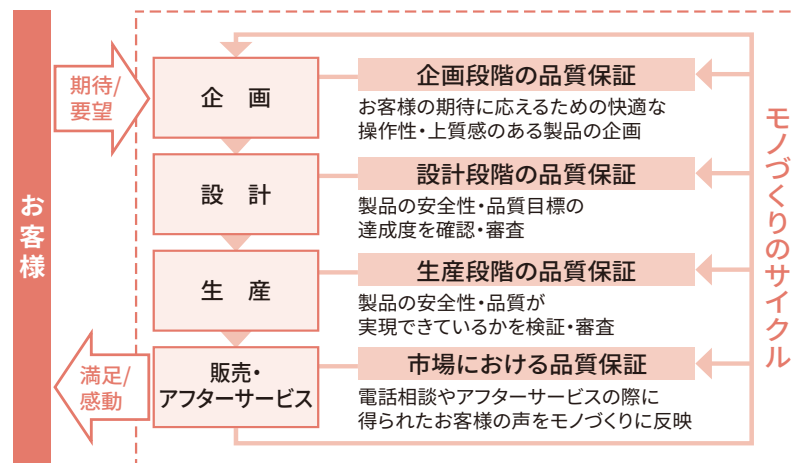 お客様
期待/
要望
企 画
企画段階の品質保証
お客様の期待に応えるための快適な
操作性・上質感のある製品の企画
設 計
設計段階の品質保証
製品の安全性・品質目標の
達成度を確認・審査
生 産
生産段階の品質保証
製品の安全性・品質が
実現できているかを検証・審査
満足/
感動
販売・
アフターサービス
市場における品質保証
電話相談やアフターサービスの際に
得られたお客様の声をモノづくりに反映
モノづくりのサイクル